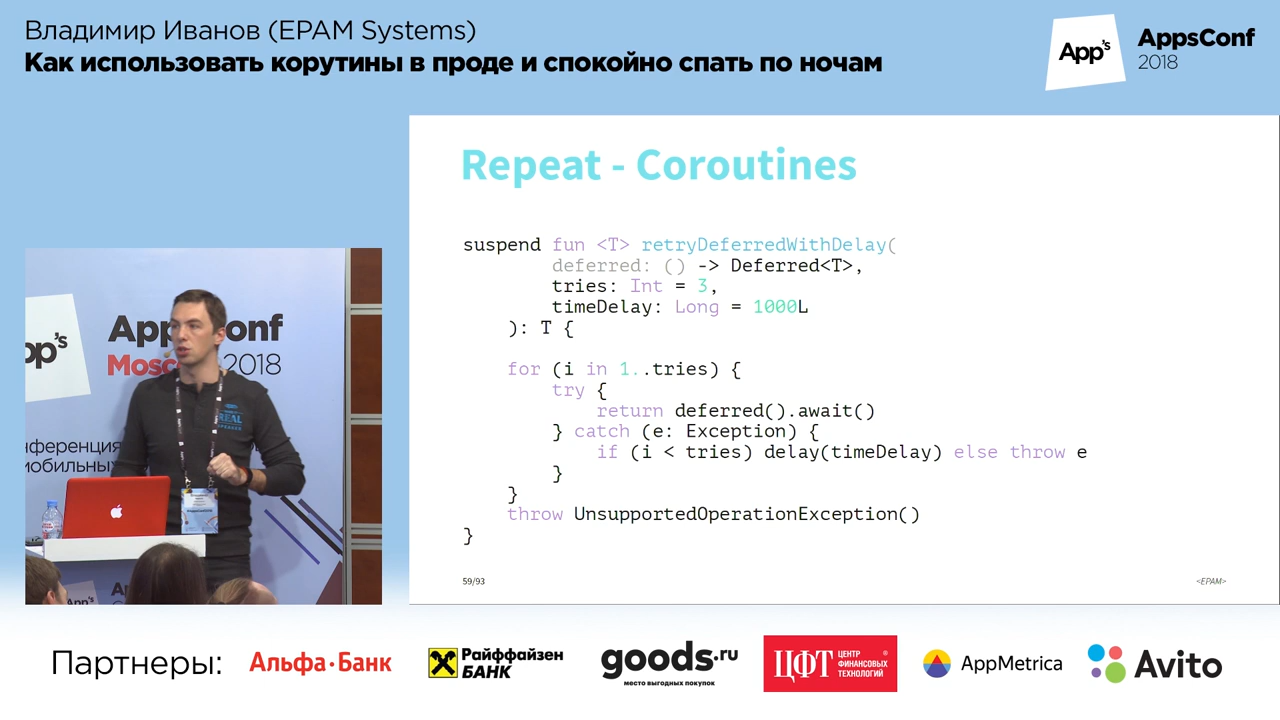 Владимир Иванов (EPAM Systems)
Как использовать корутины в проде и спокойно спать по ночам
App's
AppsConf
2018
Repeat - Coroutines
suspend fun <T> retryDeferredWithDelay(
deferred: () -> Deferred<T>,
tries: Int = 3,
timeDelay: Long = 1000L
): T {
for (i in 1..tries) {
try {
return deferred().await()
} catch (e: Exception) {
if (i < tries) delay(timeDelay) else throw e
}
}
throw UnsupportedOperationException()
}
59/93
<EPAM>
Партнеры:
Альфа·Банк
Райффайзен
БАНК
goods.ru
место выгодных покупок
ЦФТ
ЦЕНТР
ФИНАНСОВЫХ
ТЕХНОЛОГИЙ
®
AppMetrica
Avito
2018
REAL